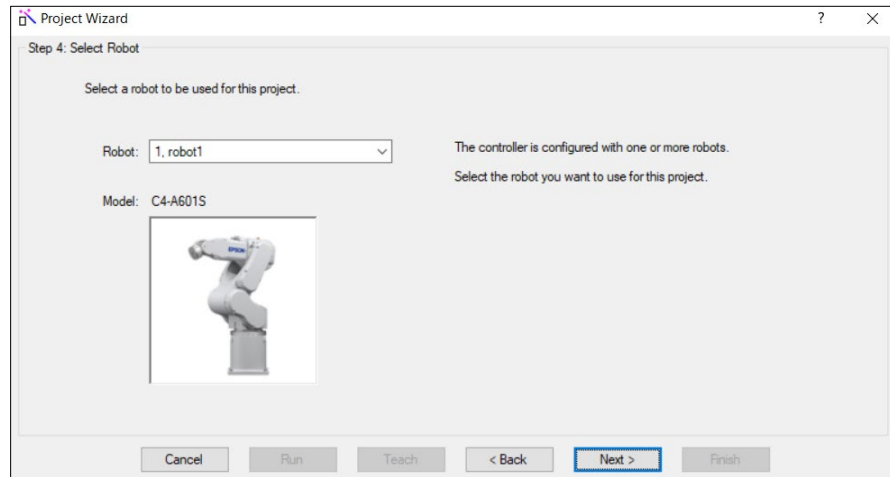 Project Wizard ?
Step 4: Select Robot
Select a robot to be used for this project.
Robot: 1, robot1
The controller is configured with one or more robots.
Select the robot you want to use for this project.
Model: C4-A601S
EPSON
Cancel Run Teach < Back Next > Finish